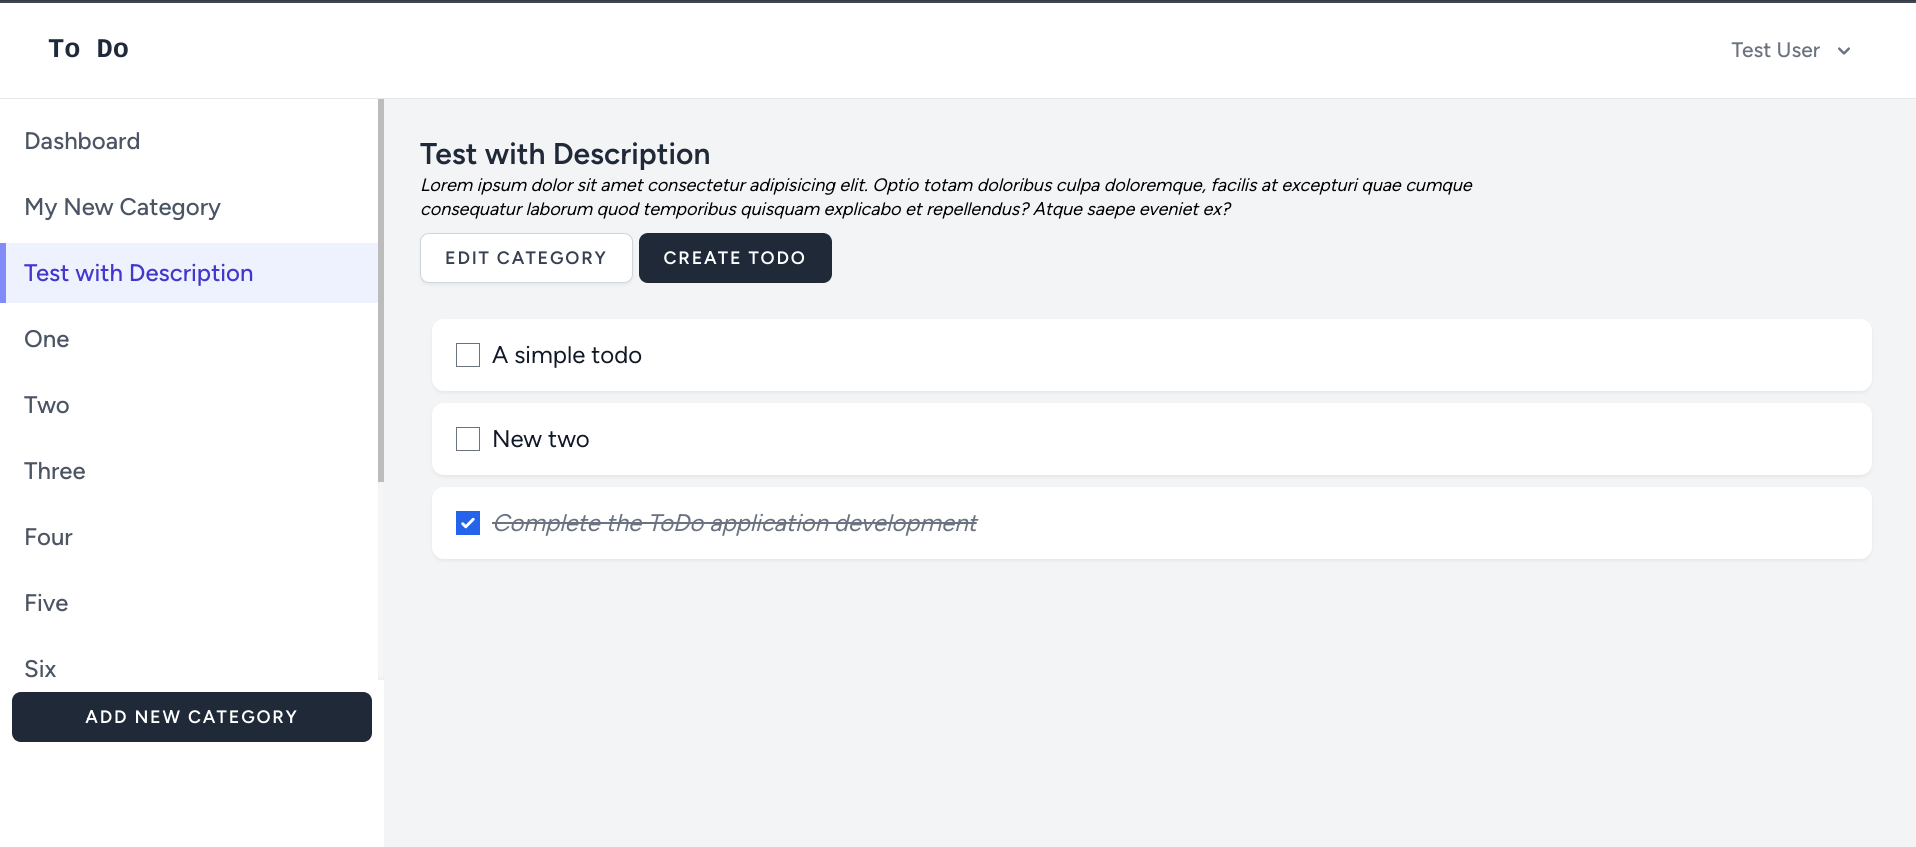 To Do
Test User
Dashboard
My New Category
Test with Description
One
Two
Three
Four
Five
Six
ADD NEW CATEGORY
Test with Description
Lorem ipsum dolor sit amet consectetur adipisicing elit. Optio totam doloribus culpa doloremque, facilis at excepturi quae cumque
consequatur laborum quod temporibus quisquam explicabo et repellendus? Atque saepe eveniet ex?
EDIT CATEGORY
CREATE TODO
A simple todo
New two
Complete the ToDo application development